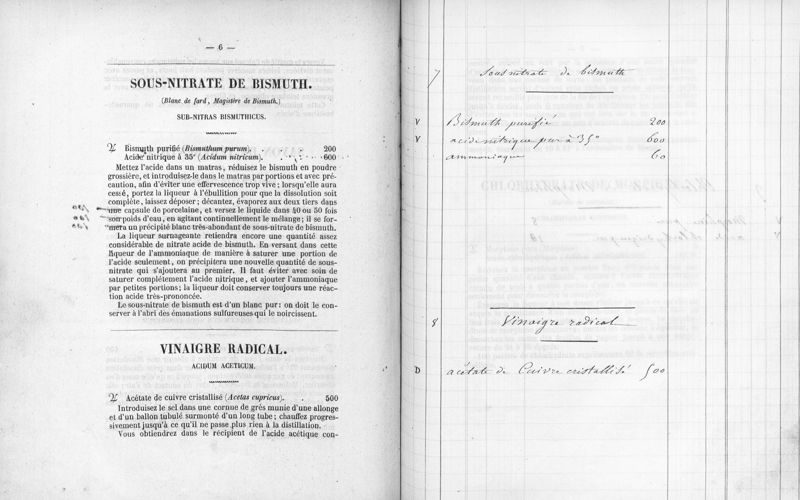 — 6 —
SOUS-NITRATE DE BISMUTH.
(Blanc de fard, Magistère de Bismuth.)
SUB-NITRAS BISMUTHICUS.
♃ Bismuth purifié (Bismuthum purum). . . . . 200
Acide nitrique à 35° (Acidum nitricum). . . . . 600
Mettez l'acide dans un matras, réduisez le bismuth en poudre
grossière, et introduisez-le dans le matras par portions et avec pré-
caution, afin d'éviter une effervescence trop vive; lorsqu'elle aura
cessé, portez la liqueur à l'ébullition pour que la dissolution soit
complète, laissez déposer; décantez, évaporez aux deux tiers dans
une capsule de porcelaine, et versez le liquide dans 40 ou 50 fois
son poids d'eau, en agitant continuellement le mélange; il se for-
mera un précipité blanc très-abondant de sous-nitrate de bismuth.
La liqueur surnageante retiendra encore une quantité assez
considérable de nitrate acide de bismuth. En versant dans cette
liqueur de l'ammoniaque de manière à saturer une portion de
l'acide seulement, on précipitera une nouvelle quantité de sous-
nitrate qui s'ajoutera au premier. Il faut éviter avec soin de
saturer complétement l'acide nitrique, et ajouter l'ammoniaque
par petites portions; la liqueur doit conserver toujours une réac-
tion acide très-prononcée.
Le sous-nitrate de bismuth est d'un blanc pur: on doit le con-
server à l'abri des émanations sulfureuses qui le noircissent.
VINAIGRE RADICAL.
ACIDUM ACETICUM.
♃ Acétate de cuivre cristallisé (Acetas cupricus). . 500
Introduisez le sel dans une cornue de grès munie d'une allonge
et d'un ballon tubulé surmonté d'un long tube; chauffez progres-
sivement jusqu'à ce qu'il ne passe plus rien à la distillation.
Vous obtiendrez dans le récipient de l'acide acétique con-
7 Sous nitrate de bismuth
V Bismuth purifié 200
V acide nitrique pur à 35° 600
ammoniaque 60
8 Vinaigre radical
D acétate de Cuivre cristallisé 500